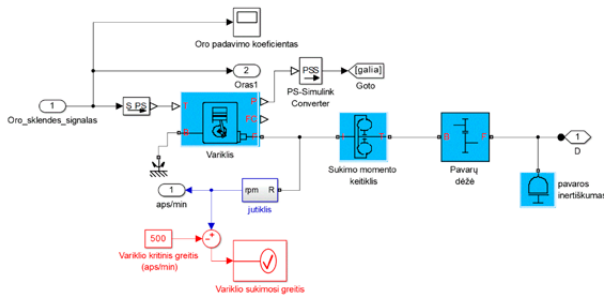 Oro padavimo koeficientas
1
Oro_sklendes_signalas
2
Oras1
S PS
PSS
PS-Simulink
Converter
[galia]
Goto
T
P
FC
Variklis
Sukimo momento
keitiklis
B
F
Pavarų
dėžė
1
D
pavaros
inertiškumas
1
aps/min
rpm R
jutiklis
500
Variklio kritinis greitis
(aps/min)
Variklio sukimosi greitis